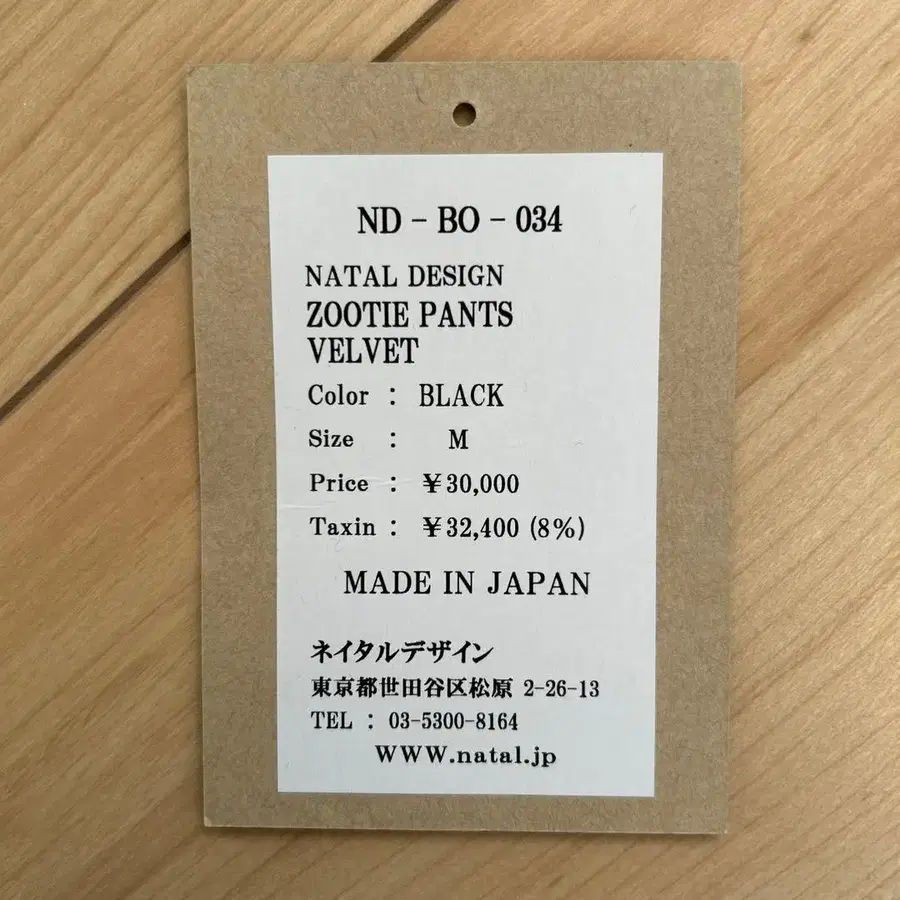 ND - BO - 034
NATAL DESIGN
ZOOTIE PANTS
VELVET
Color : BLACK
Size : M
Price : ¥30,000
Taxin : ¥32,400 (8%)
MADE IN JAPAN
ネイタルデザイン
東京都世田谷区松原 2-26-13
TEL : 03-5300-8164
WWW.natal.jp